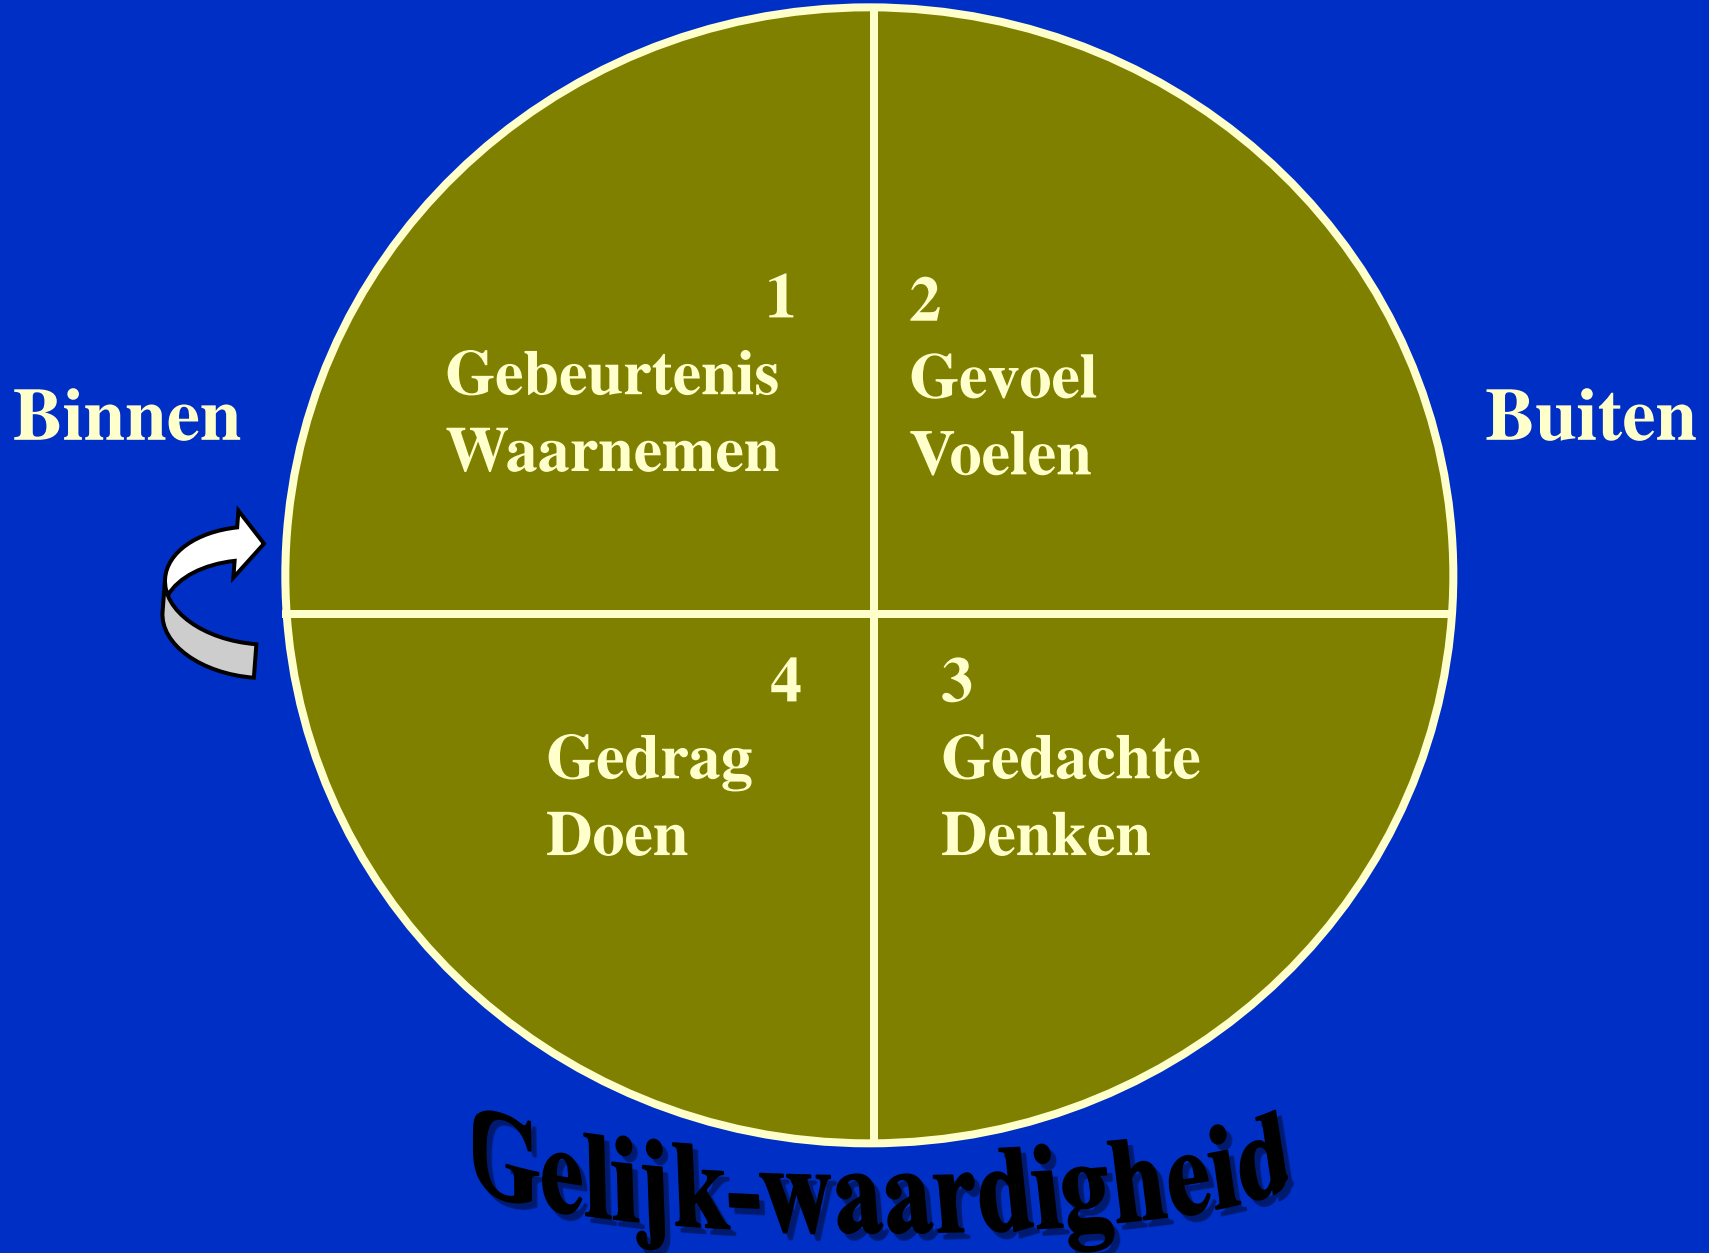 Binnen
1
Gebeurtenis
Waarnemen
2
Gevoel
Voelen
Buiten
4
Gedrag
Doen
3
Gedachte
Denken
Gelijk-waardigheid